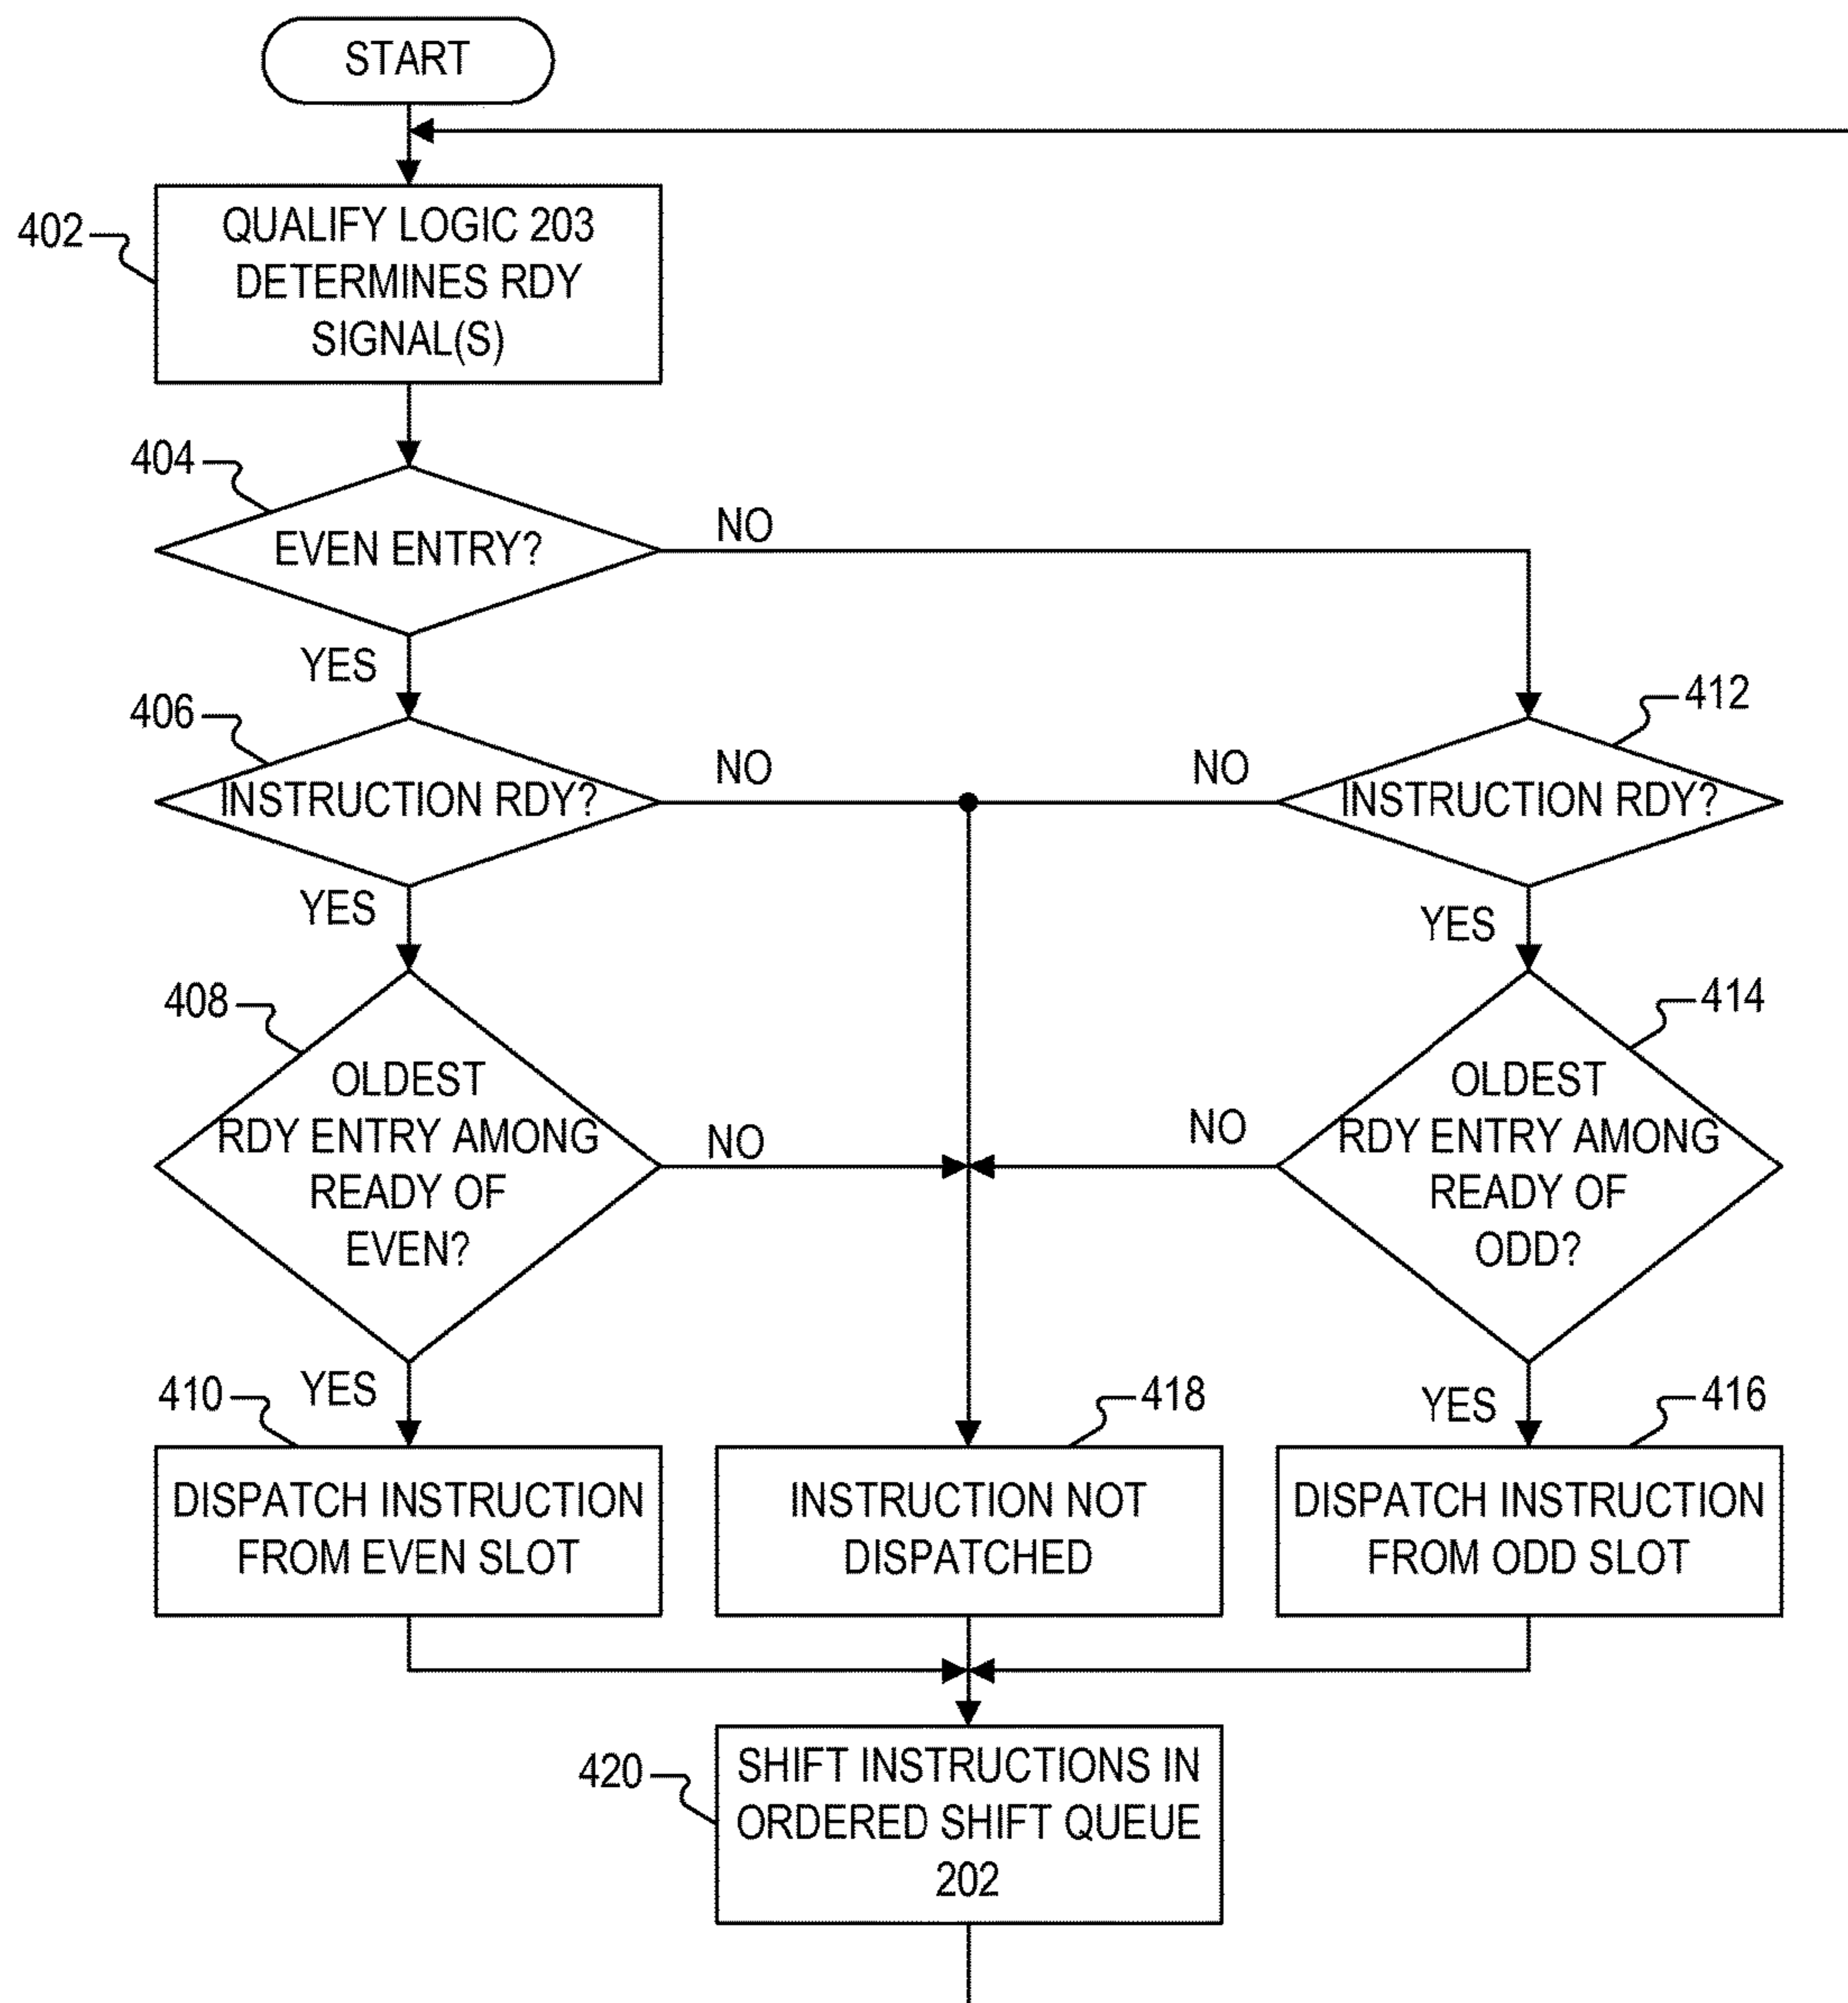 START
402
QUALIFY LOGIC 203
DETERMINES RDY
SIGNAL(S)
404
EVEN ENTRY?
NO
YES
406
INSTRUCTION RDY?
NO
NO
412
INSTRUCTION RDY?
YES
YES
408
OLDEST
RDY ENTRY AMONG
READY OF
EVEN?
NO
NO
414
OLDEST
RDY ENTRY AMONG
READY OF
ODD?
YES
YES
410
DISPATCH INSTRUCTION
FROM EVEN SLOT
418
INSTRUCTION NOT
DISPATCHED
416
DISPATCH INSTRUCTION
FROM ODD SLOT
420
SHIFT INSTRUCTIONS IN
ORDERED SHIFT QUEUE
202